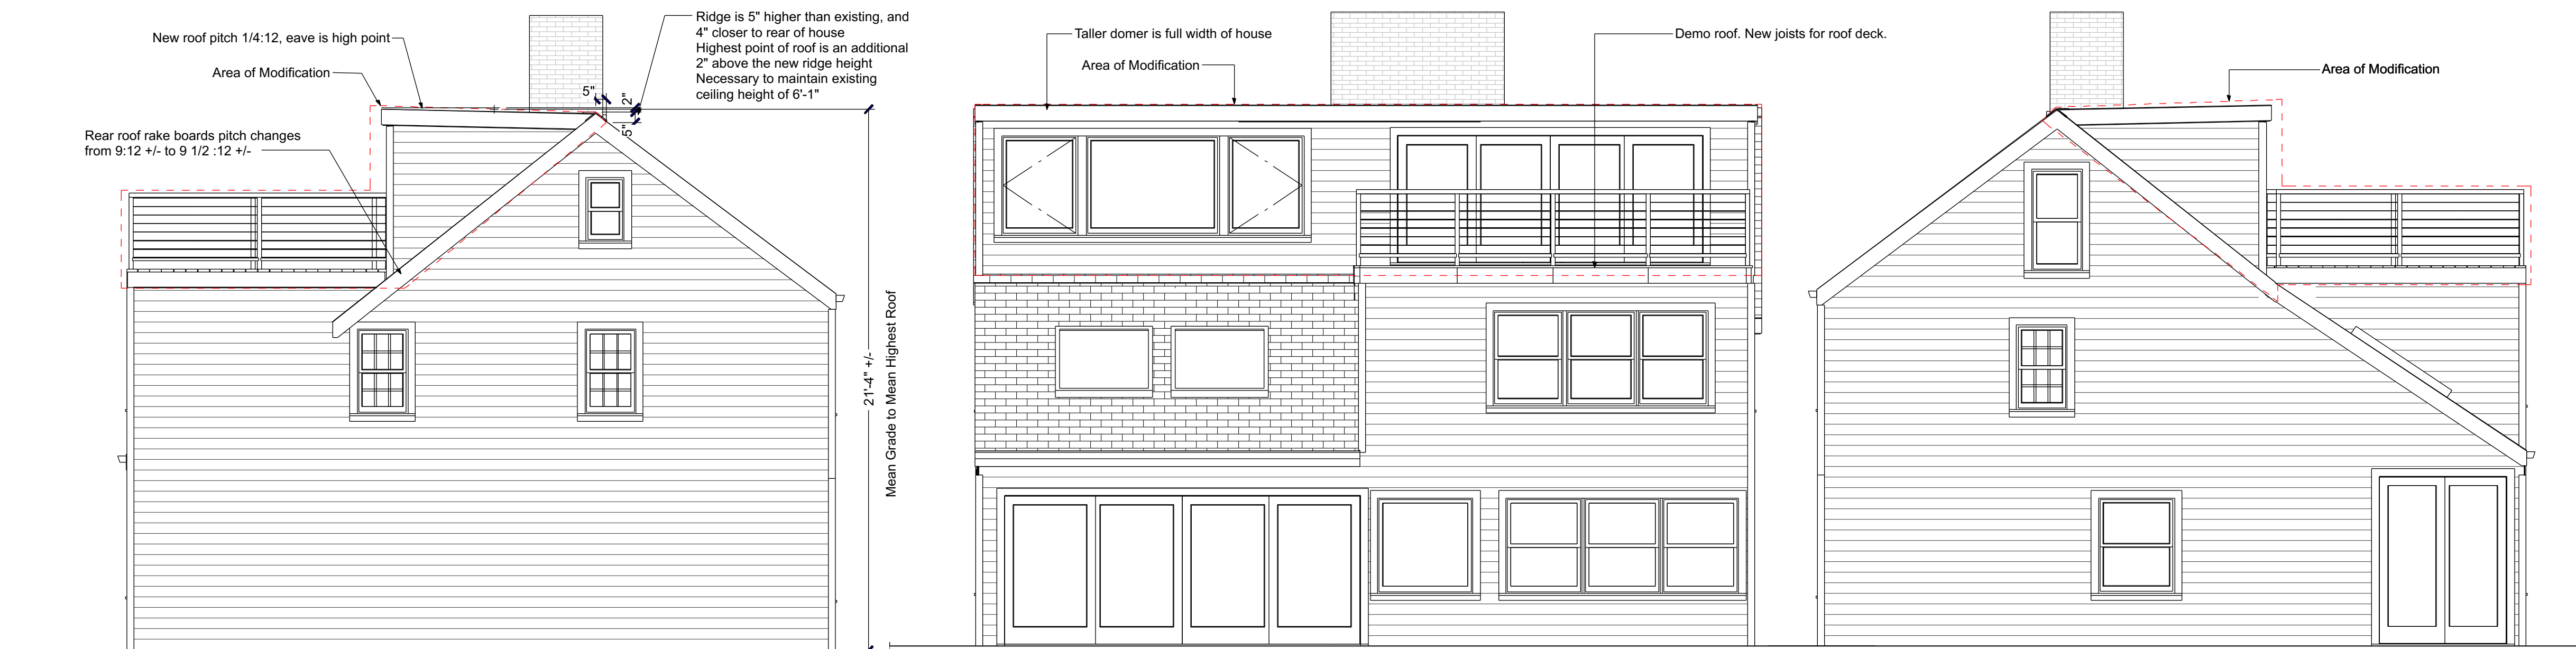 New roof pitch 1/4:12, eave is high point
Area of Modification
Rear roof rake boards pitch changes
from 9:12 +/- to 9 1/2 :12 +/-
Ridge is 5" higher than existing, and
4" closer to rear of house
Highest point of roof is an additional
2" above the new ridge height
Necessary to maintain existing
ceiling height of 6'-1"
5"
2"
5"
21'-4" +/-
Mean Grade to Mean Highest Roof
Taller domer is full width of house
Area of Modification
Demo roof. New joists for roof deck.
Area of Modification